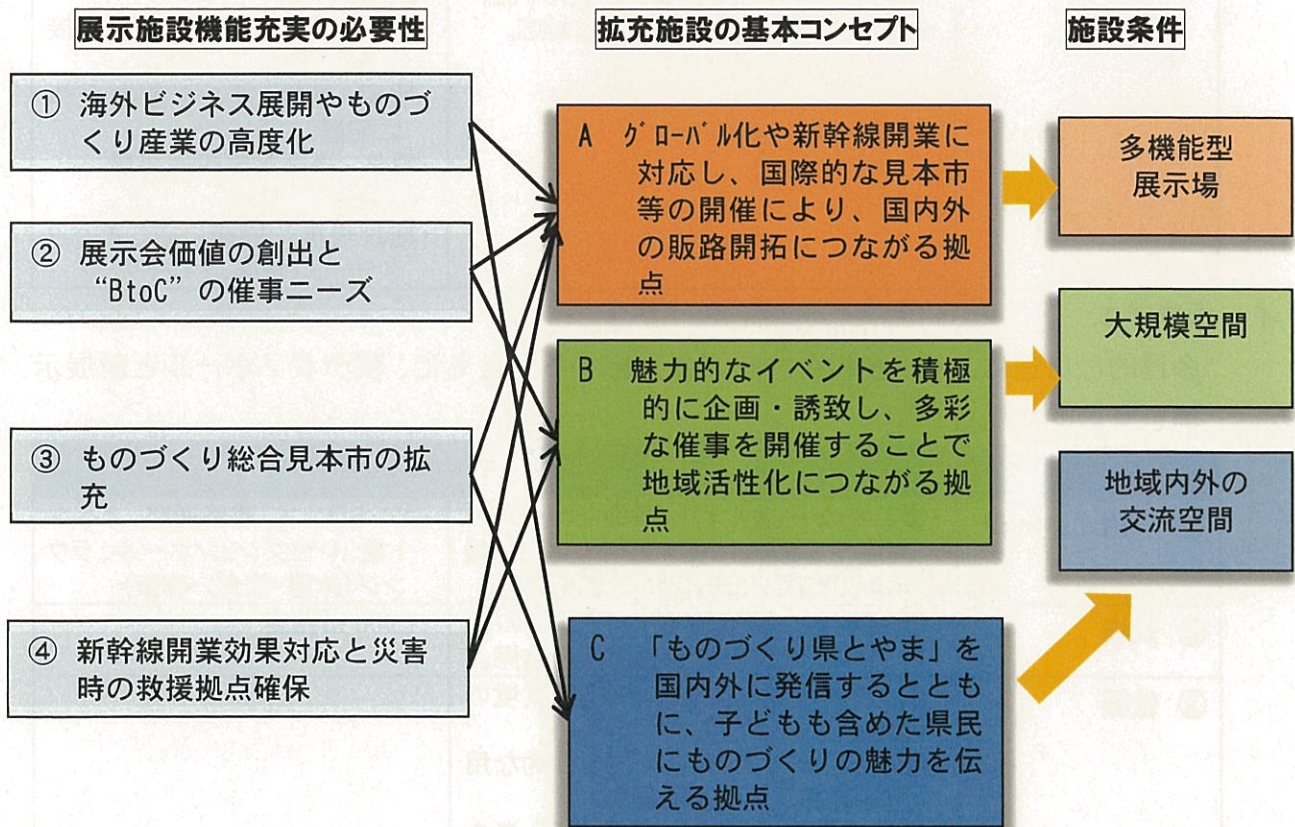 展示施設機能充実の必要性
拡充施設の基本コンセプト
施設条件
① 海外ビジネス展開やものづ
くり産業の高度化
② 展示会価値の創出と
“BtoC”の催事ニーズ
③ ものづくり総合見本市の拡
充
④ 新幹線開業効果対応と災害
時の救援拠点確保
A グローバル化や新幹線開業に
対応し、国際的な見本市
等の開催により、国内外
の販路開拓につながる拠
点
B 魅力的なイベントを積極
的に企画・誘致し、多彩
な催事を開催することで
地域活性化につながる拠
点
C 「ものづくり県とやま」を
国内外に発信するととも
に、子どもも含めた県民
にものづくりの魅力を伝
える拠点
多機能型
展示場
大規模空間
地域内外の
交流空間